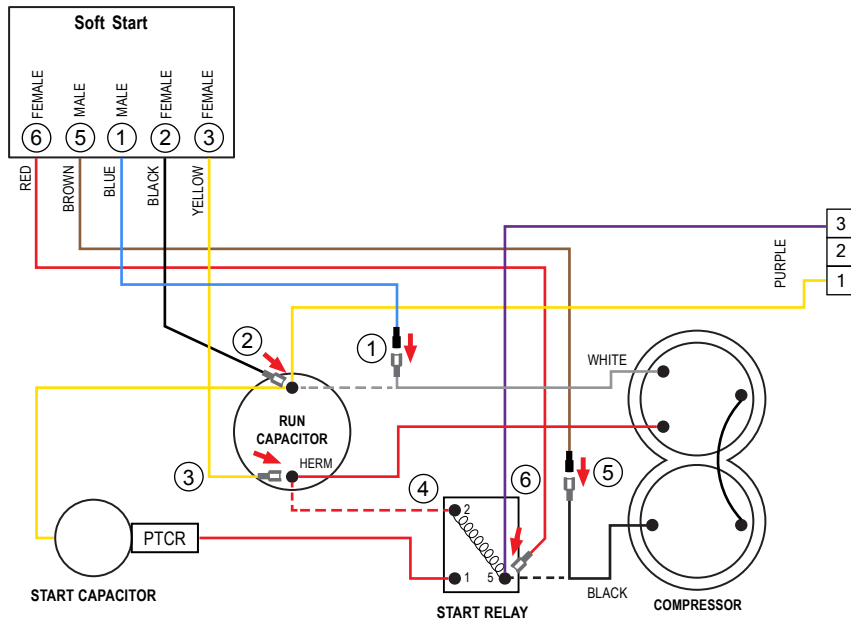 Soft Start
FEMALE
MALE
MALE
FEMALE
FEMALE
6
5
1
2
3
RED
BROWN
BLUE
BLACK
YELLOW
3
2
1
PURPLE
2
1
WHITE
RUN
CAPACITOR
HERM
3
4
6
5
2
PTCR
1
5
BLACK
START CAPACITOR
START RELAY
COMPRESSOR